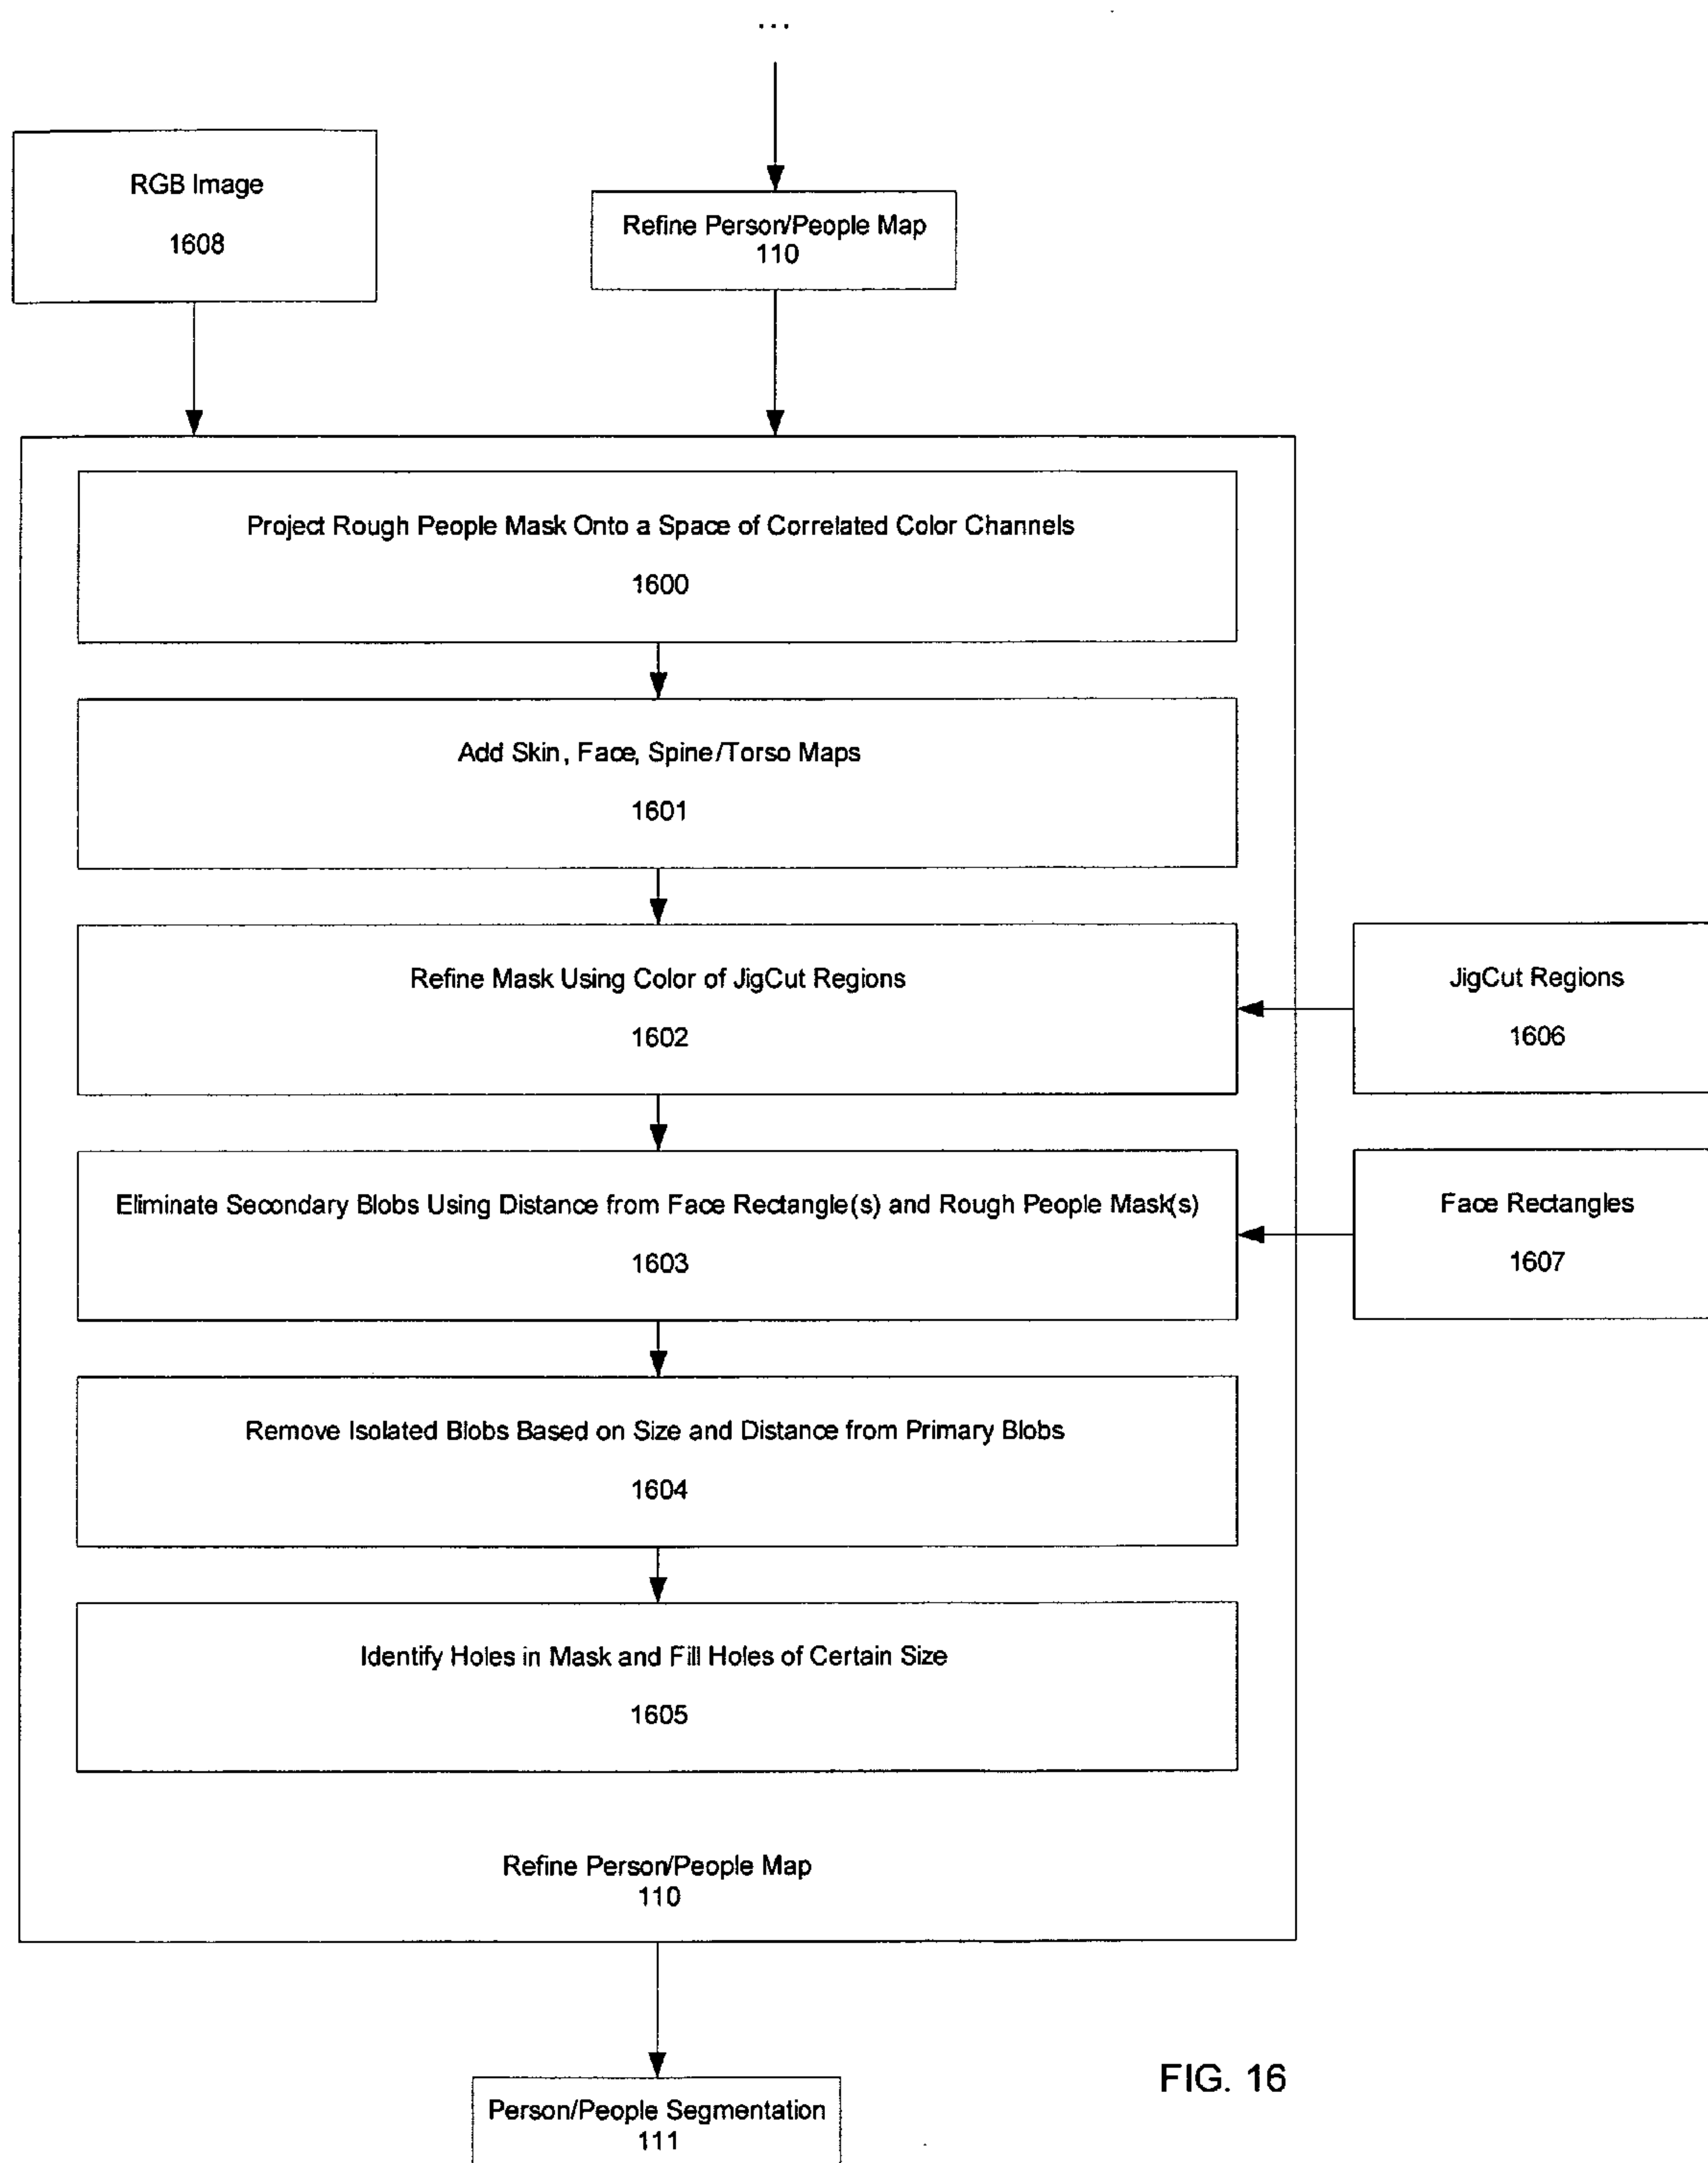 ...
RGB Image
1608
Refine Person/People Map
110
Project Rough People Mask Onto a Space of Correlated Color Channels
1600
Add Skin, Face, Spine/Torso Maps
1601
Refine Mask Using Color of JigCut Regions
1602
JigCut Regions
1606
Eliminate Secondary Blobs Using Distance from Face Rectangle(s) and Rough People Mask(s)
1603
Face Rectangles
1607
Remove Isolated Blobs Based on Size and Distance from Primary Blobs
1604
Identify Holes in Mask and Fill Holes of Certain Size
1605
Refine Person/People Map
110
Person/People Segmentation
111
FIG. 16